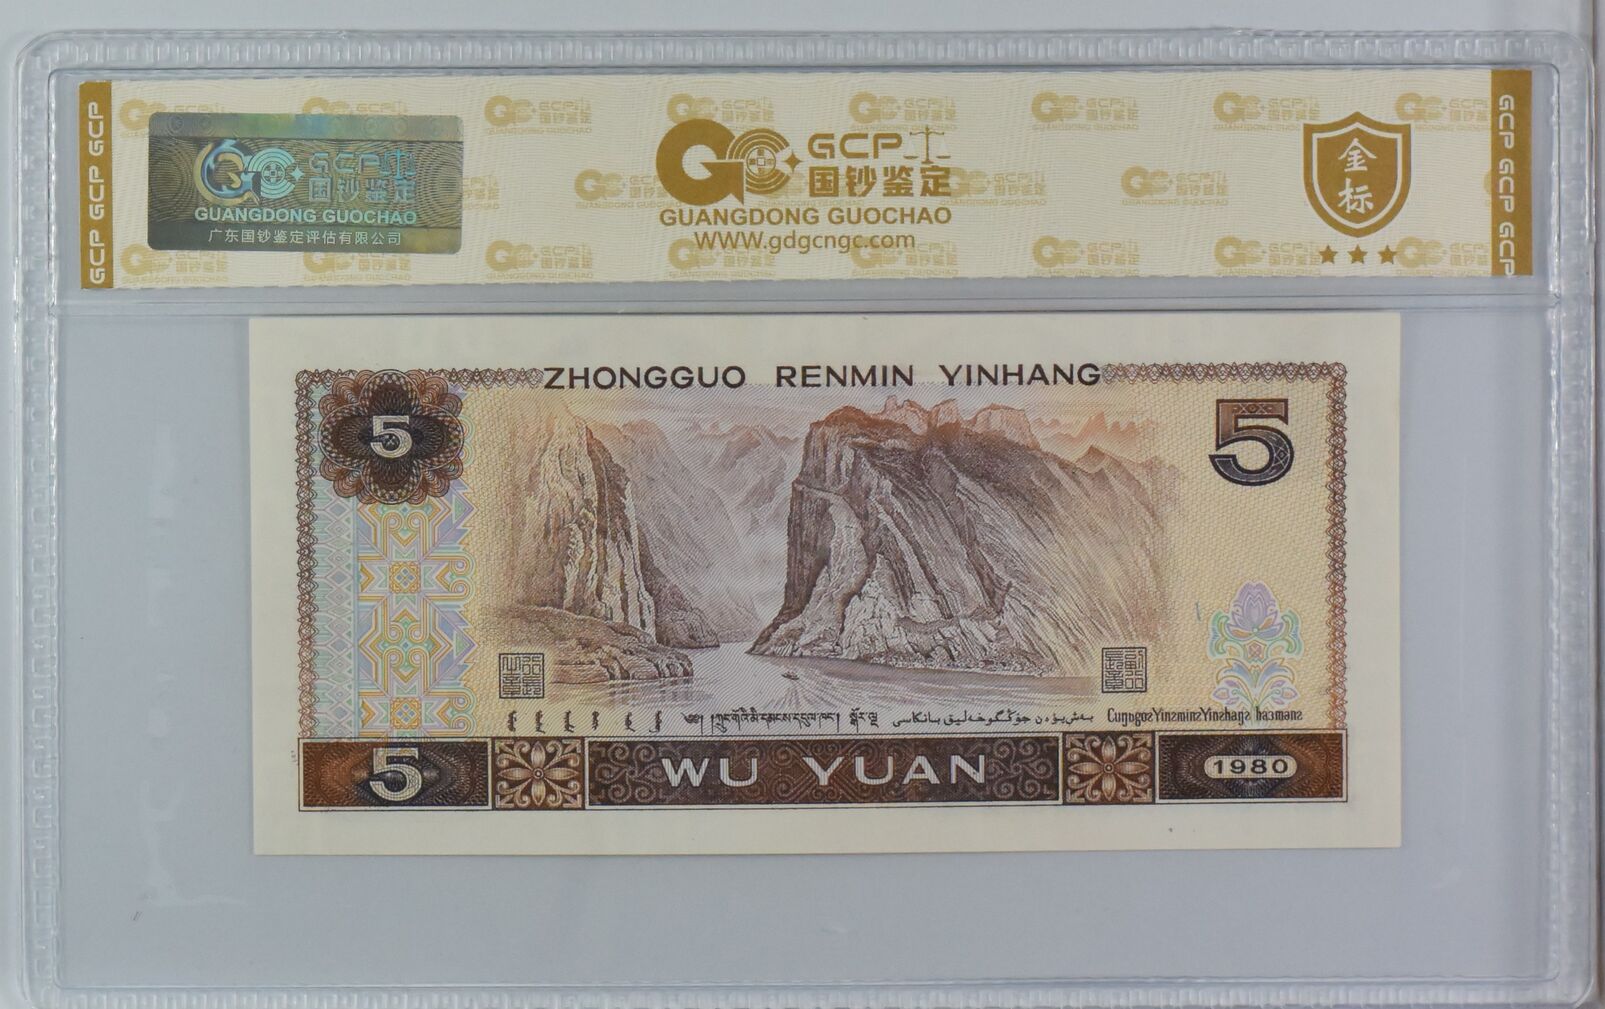 GCP GCP GCP
GCP 国钞鉴定
GUANGDONG GUOCHAO
广东国钞鉴定评估有限公司
GCP
国钞鉴定
GUANGDONG GUOCHAO
WWW.gdgcngc.com
金标
GCP GCP GCP
ZHONGGUO RENMIN YINHANG
5
5
5
WU YUAN
1980